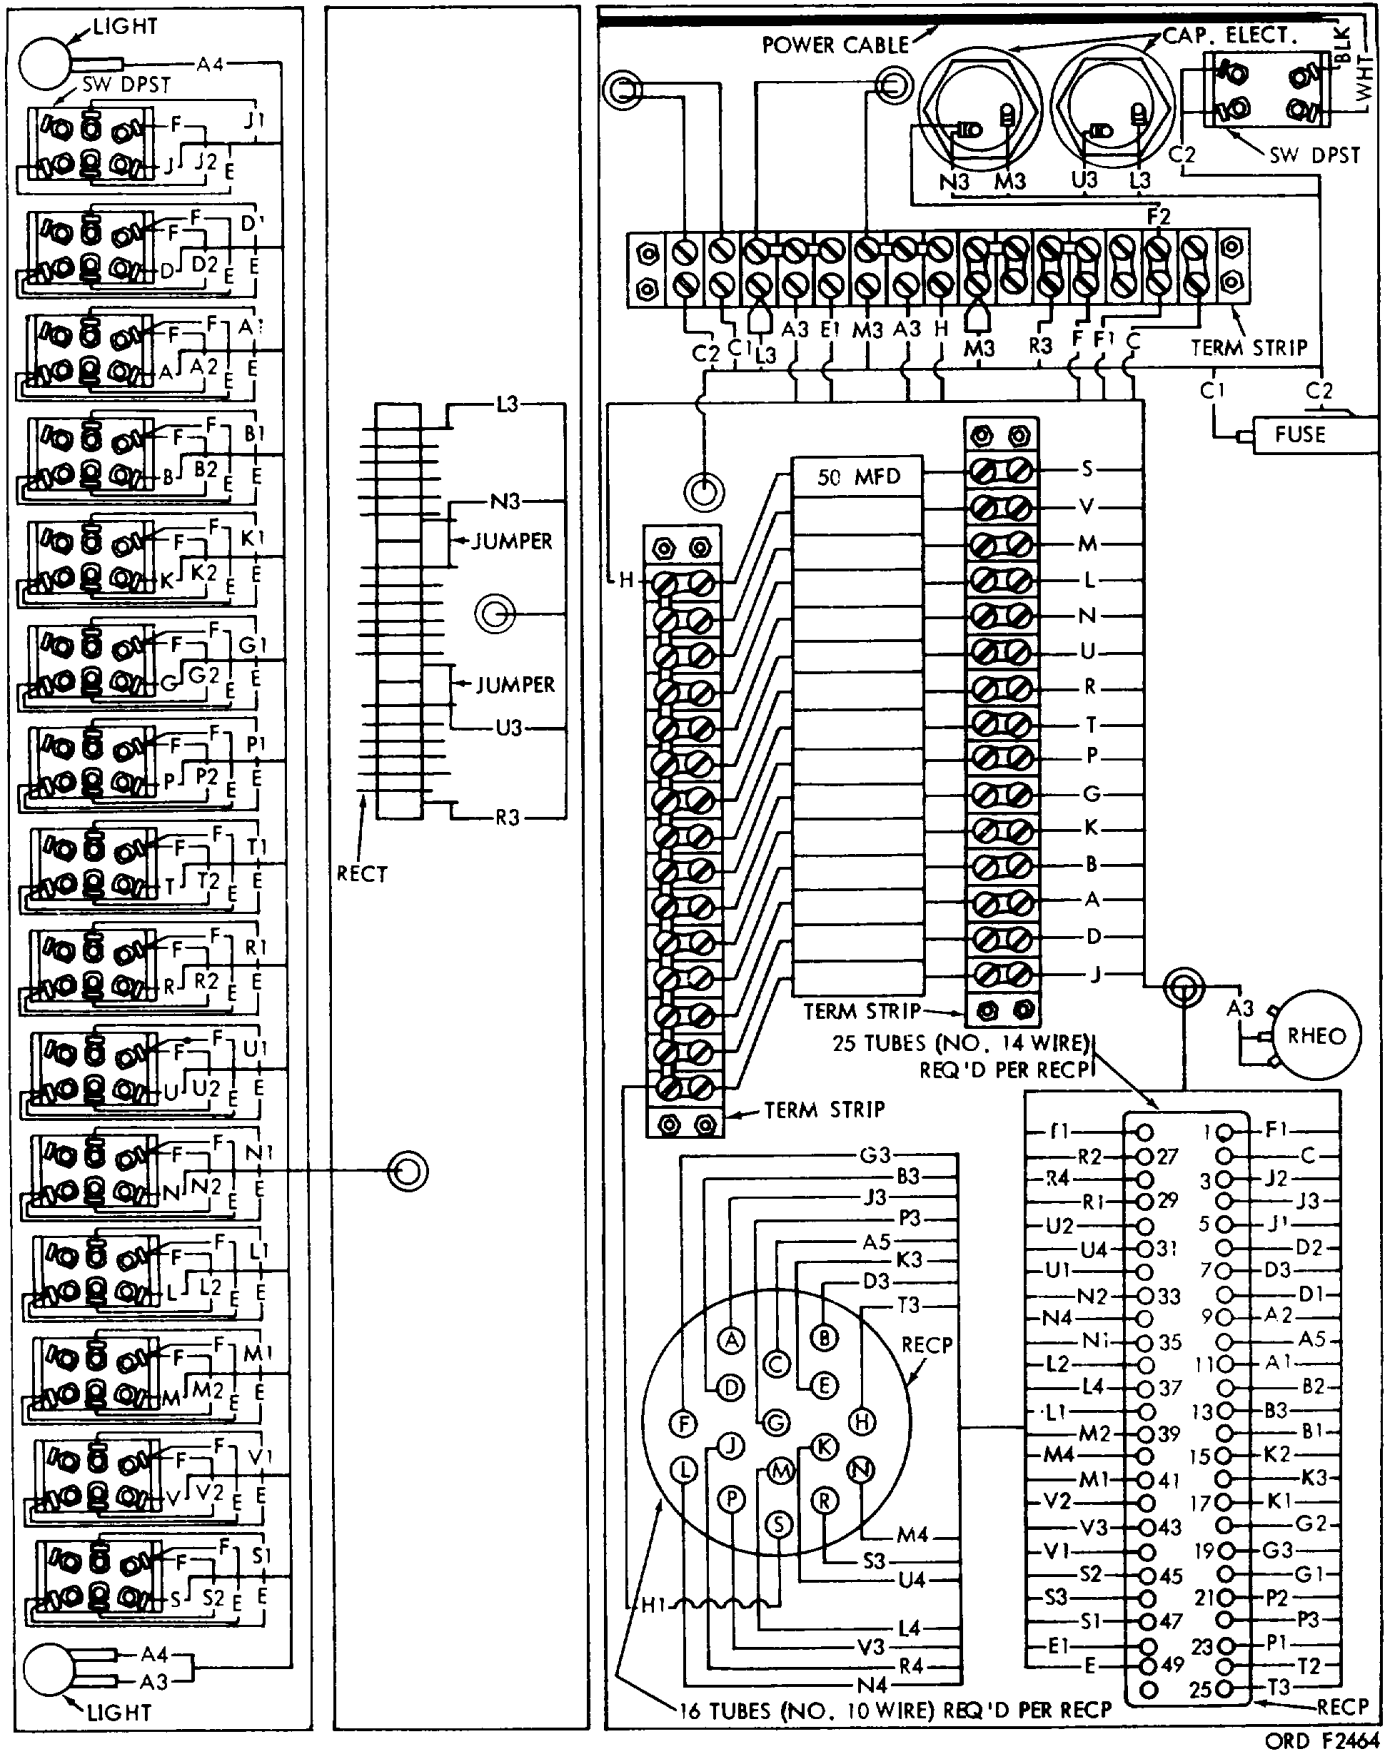 LIGHT
A4
SW DPST
F J1
J J2 E
F D1
F
D D2 E E
F A1
F
A A2 E E
F B1
F
B B2 E E
F K1
F
K K2 E E
F G1
F
G G2 E E
F P1
F
P P2 E E
F T1
F
T T2 E E
F R1
F
R R2 E E
F U1
F
U U2 E E
F N1
F
N N2 E E
F L1
F
L L2 E E
F M1
F
M M2 E E
F V1
F
V V2 E E
F S1
F
S S2 E E
A4
A3
LIGHT
L3
N3
JUMPER
JUMPER
U3
R3
RECT
POWER CABLE
CAP. ELECT.
BLK
WHT
SW DPST
C2
N3 M3 U3 L3
F2
C2 C1 L3 A3 E1 M3 A3 H M3 R3 F F1 C
TERM STRIP
C1 C2
FUSE
50 MFD
H
S
V
M
L
N
U
R
T
P
G
K
B
A
D
J
TERM STRIP
25 TUBES (NO. 14 WIRE)
REQ'D PER RECP
A3
RHEO
TERM STRIP
G3
B3
J3
P3
A5
K3
D3
T3
RECP
A B
C
D E
F G H
J K
L M N
P R
S
M4
S3
U4
H1
L4
V3
R4
N4
16 TUBES (NO. 10 WIRE) REQ'D PER RECP
1 F1
R2 27 C
R4 3 J2
R1 29 J3
U2 5 J1
U4 31 D2
U1 7 D3
N2 33 D1
N4 9 A2
N1 35 A5
L2 11 A1
L4 37 B2
L1 13 B3
M2 39 B1
M4 15 K2
M1 41 K3
V2 17 K1
V3 43 G2
V1 19 G3
S2 45 G1
S3 21 P2
S1 47 P3
E1 23 P1
E 49 T2
25 T3
RECP
ORD F2464